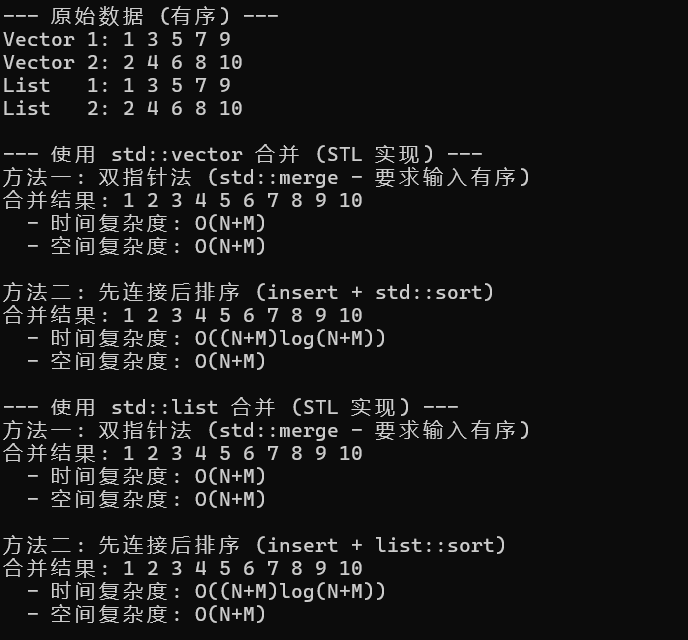 --- 原始数据 (有序) ---
Vector 1: 1 3 5 7 9
Vector 2: 2 4 6 8 10
List   1: 1 3 5 7 9
List   2: 2 4 6 8 10
--- 使用 std::vector 合并 (STL 实现) ---
方法一: 双指针法 (std::merge - 要求输入有序)
合并结果: 1 2 3 4 5 6 7 8 9 10
  - 时间复杂度: O(N+M)
  - 空间复杂度: O(N+M)
方法二: 先连接后排序 (insert + std::sort)
合并结果: 1 2 3 4 5 6 7 8 9 10
  - 时间复杂度: O((N+M)log(N+M))
  - 空间复杂度: O(N+M)
--- 使用 std::list 合并 (STL 实现) ---
方法一: 双指针法 (std::merge - 要求输入有序)
合并结果: 1 2 3 4 5 6 7 8 9 10
  - 时间复杂度: O(N+M)
  - 空间复杂度: O(N+M)
方法二: 先连接后排序 (insert + list::sort)
合并结果: 1 2 3 4 5 6 7 8 9 10
  - 时间复杂度: O((N+M)log(N+M))
  - 空间复杂度: O(N+M)